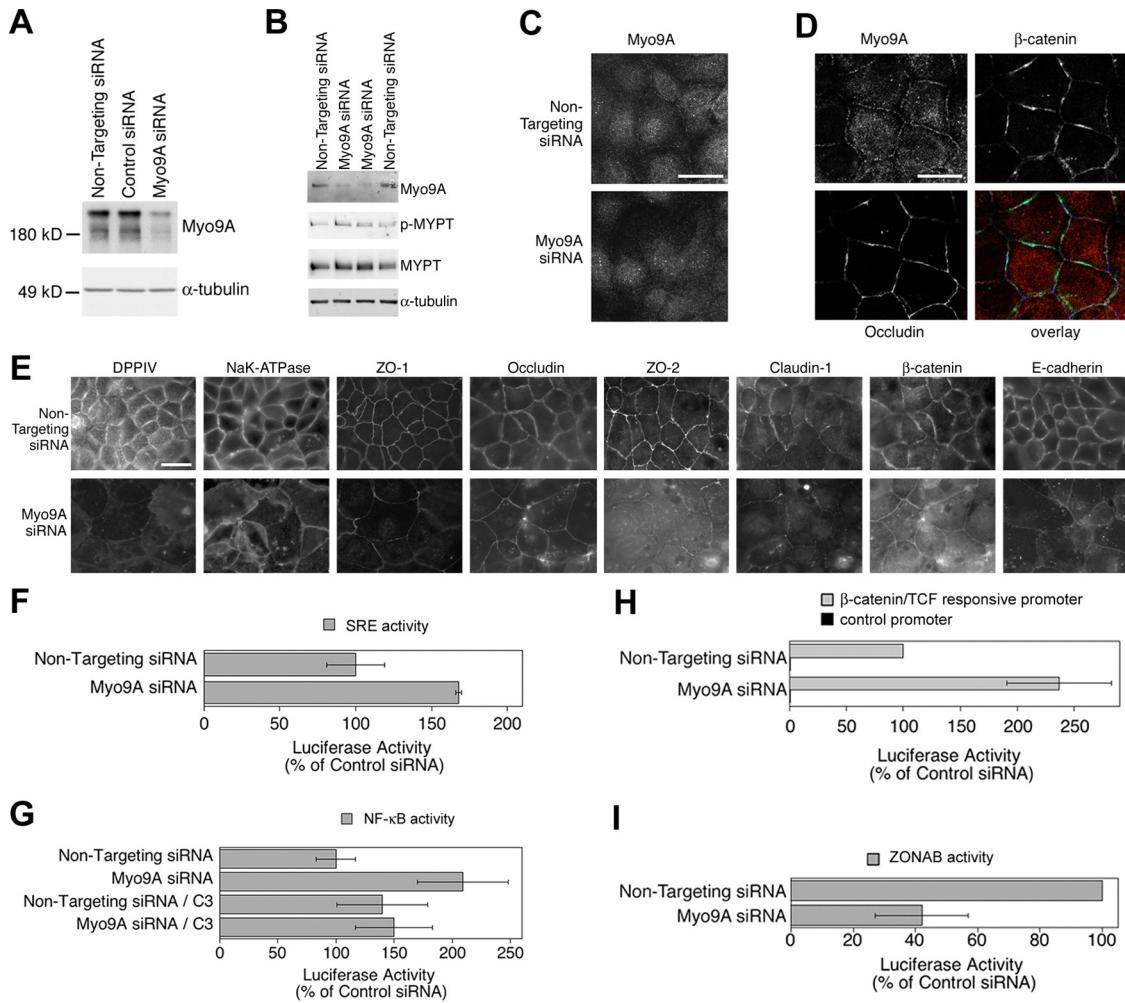 A
Non-Targeting siRNA
Control siRNA
Myo9A siRNA
180 kD
Myo9A
49 kD
α-tubulin
B
Non-Targeting siRNA
Myo9A siRNA
Myo9A siRNA
Non-Targeting siRNA
Myo9A
p-MYPT
MYPT
α-tubulin
C
Myo9A
Non-
Targeting
siRNA
Myo9A
siRNA
D
Myo9A
β-catenin
Occludin
overlay
E
DPPIV
NaK-ATPase
ZO-1
Occludin
ZO-2
Claudin-1
β-catenin
E-cadherin
Non-
Targeting
siRNA
Myo9A
siRNA
F
SRE activity
Non-Targeting siRNA
Myo9A siRNA
0 50 100 150 200
Luciferase Activity
(% of Control siRNA)
G
NF-κB activity
Non-Targeting siRNA
Myo9A siRNA
Non-Targeting siRNA / C3
Myo9A siRNA / C3
0 50 100 150 200 250
Luciferase Activity
(% of Control siRNA)
H
β-catenin/TCF responsive promoter
control promoter
Non-Targeting siRNA
Myo9A siRNA
0 50 100 150 200 250
Luciferase Activity
(% of Control siRNA)
I
ZONAB activity
Non-Targeting siRNA
Myo9A siRNA
0 20 40 60 80 100
Luciferase Activity
(% of Control siRNA)